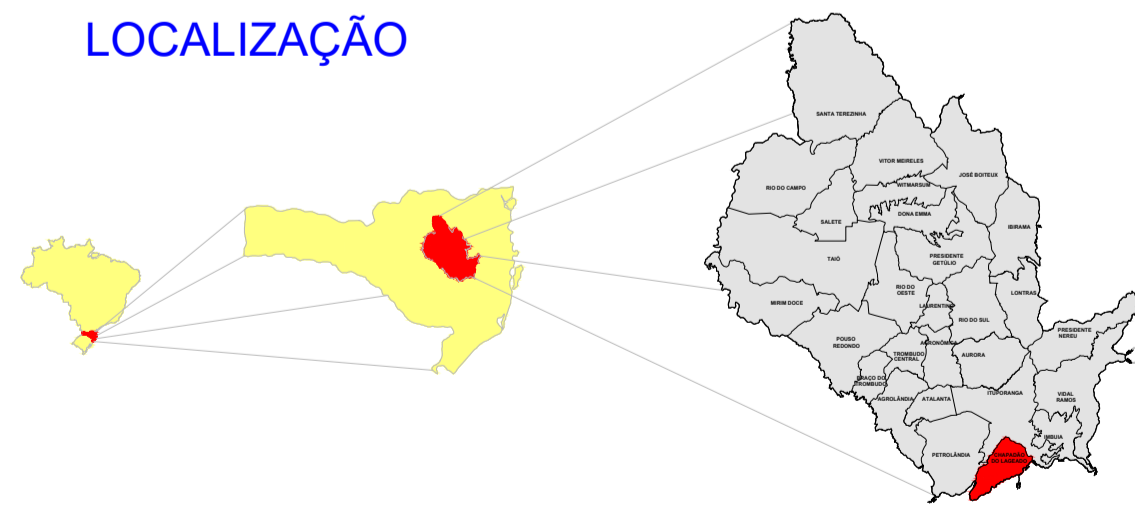 LOCALIZAÇÃO
SANTA TEREZINHA
VITOR MEIRELES
JOSÉ BOITEUX
RIO DO CAMPO
WITMARSUM
SALETE
DONA EMMA
IBIRAMA
TAIÓ
PRESIDENTE
GETÚLIO
RIO DO
OESTE
LONTRAS
MIRIM DOCE
LAURENTINO
RIO DO SUL
PRESIDENTE
NEREU
POUSO
REDONDO
AGRONÔMICA
TROMBUDO
CENTRAL
AURORA
BRAÇO DO
TROMBUDO
AGROLÂNDIA
ATALANTA
ITUPORANGA
VIDAL
RAMOS
IMBUIA
PETROLÂNDIA
CHAPADÃO
DO LAGEADO